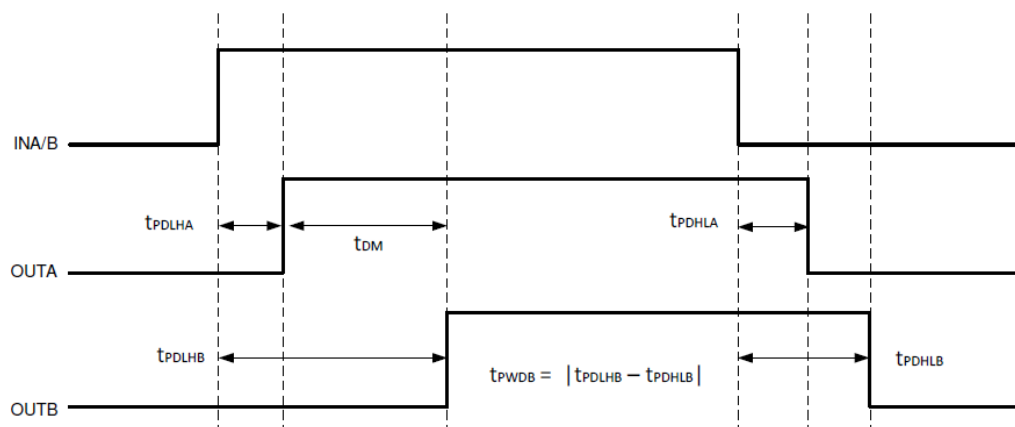 INA/B
tPDLHA
tDM
tPDHLA
OUTA
tPDLHB
tPWDB = |tPDLHB – tPDHLB|
tPDHLB
OUTB